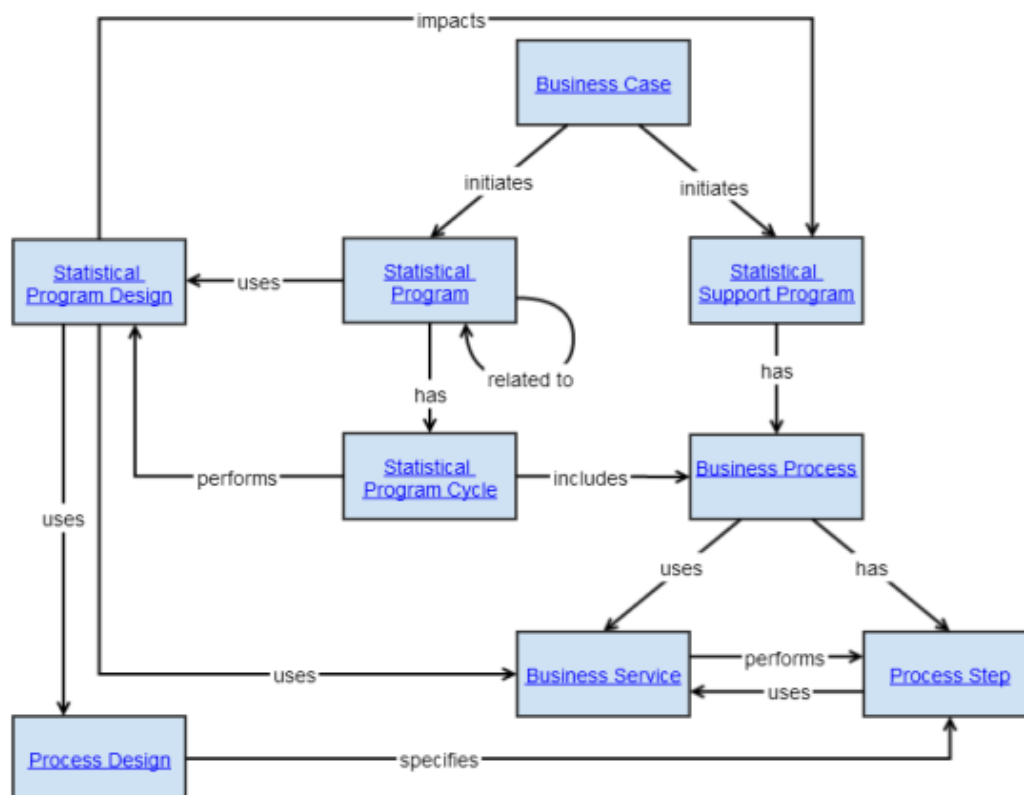 impacts
Business Case
initiates
initiates
Statistical
Program Design
uses
Statistical
Program
Statistical
Support Program
related to
has
has
performs
Statistical
Program Cycle
includes
Business Process
uses
uses
has
uses
Business Service
performs
uses
Process Step
Process Design
specifies